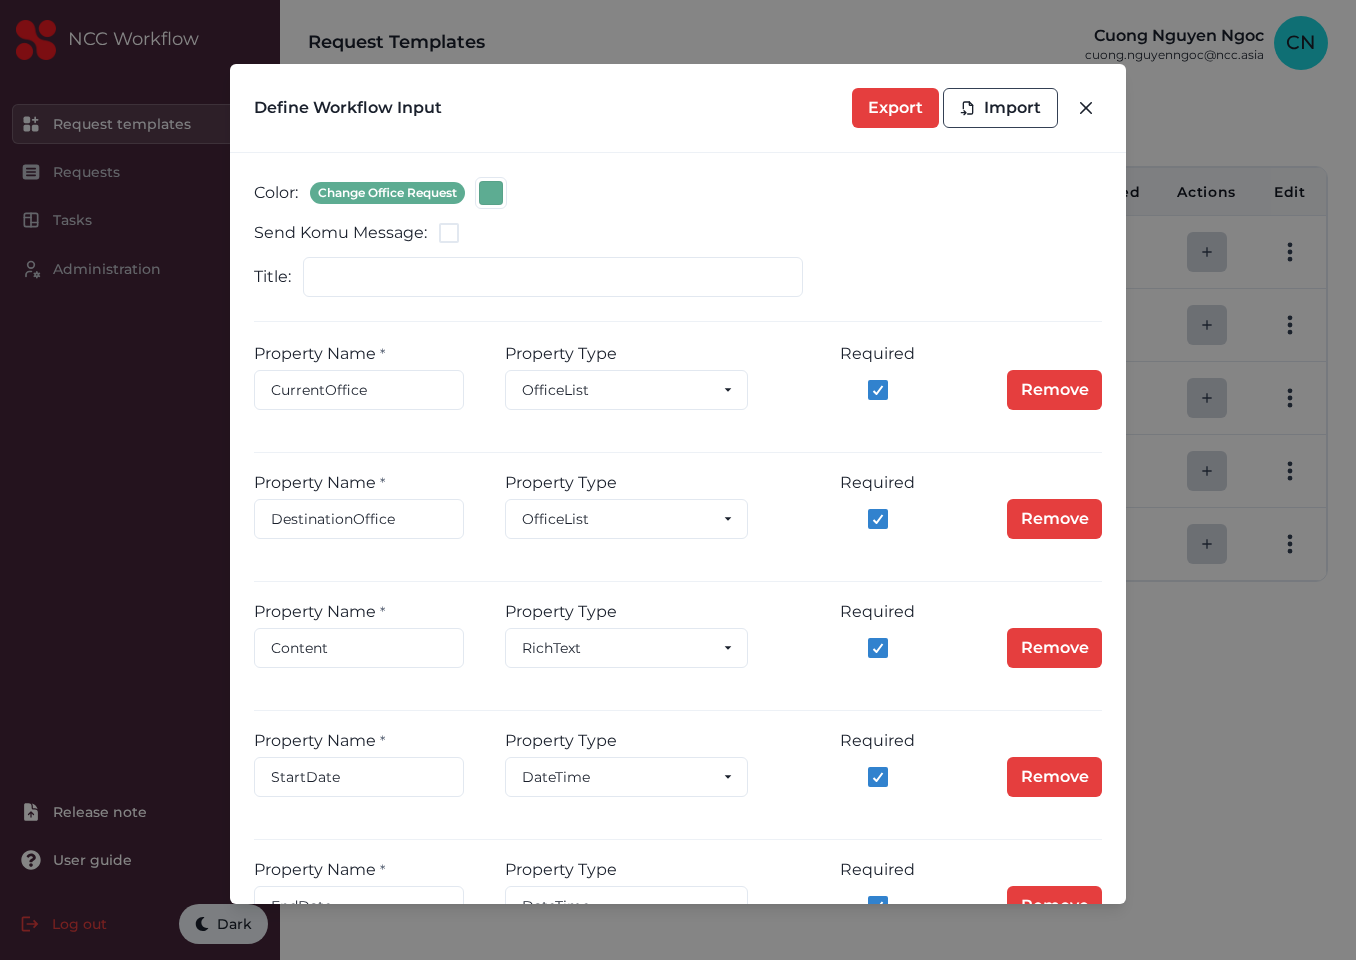 NCC Workflow
Request Templates
Cuong Nguyen Ngoc
cuong.nguyenngoc@ncc.asia
CN
Request templates
Requests
Tasks
Administration
Release note
User guide
Log out
Dark
Define Workflow Input
Export
Import
Color:
Change Office Request
Send Komu Message:
Title:
Property Name *
Property Type
Required
CurrentOffice
OfficeList
Remove
Property Name *
Property Type
Required
DestinationOffice
OfficeList
Remove
Property Name *
Property Type
Required
Content
RichText
Remove
Property Name *
Property Type
Required
StartDate
DateTime
Remove
Property Name *
Property Type
Required
EndDate
DateTime
Remove
Actions
Edit